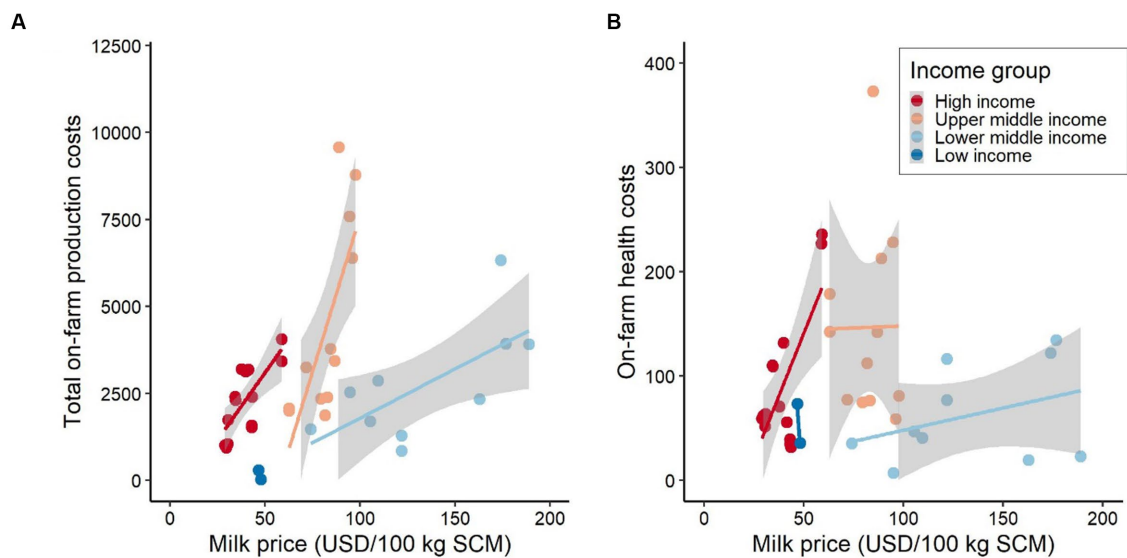 A
Total on-farm production costs
12500
10000
7500
5000
2500
0
0 50 100 150 200
Milk price (USD/100 kg SCM)
B
On-farm health costs
400
300
200
100
0
0 50 100 150 200
Milk price (USD/100 kg SCM)
Income group
High income
Upper middle income
Lower middle income
Low income